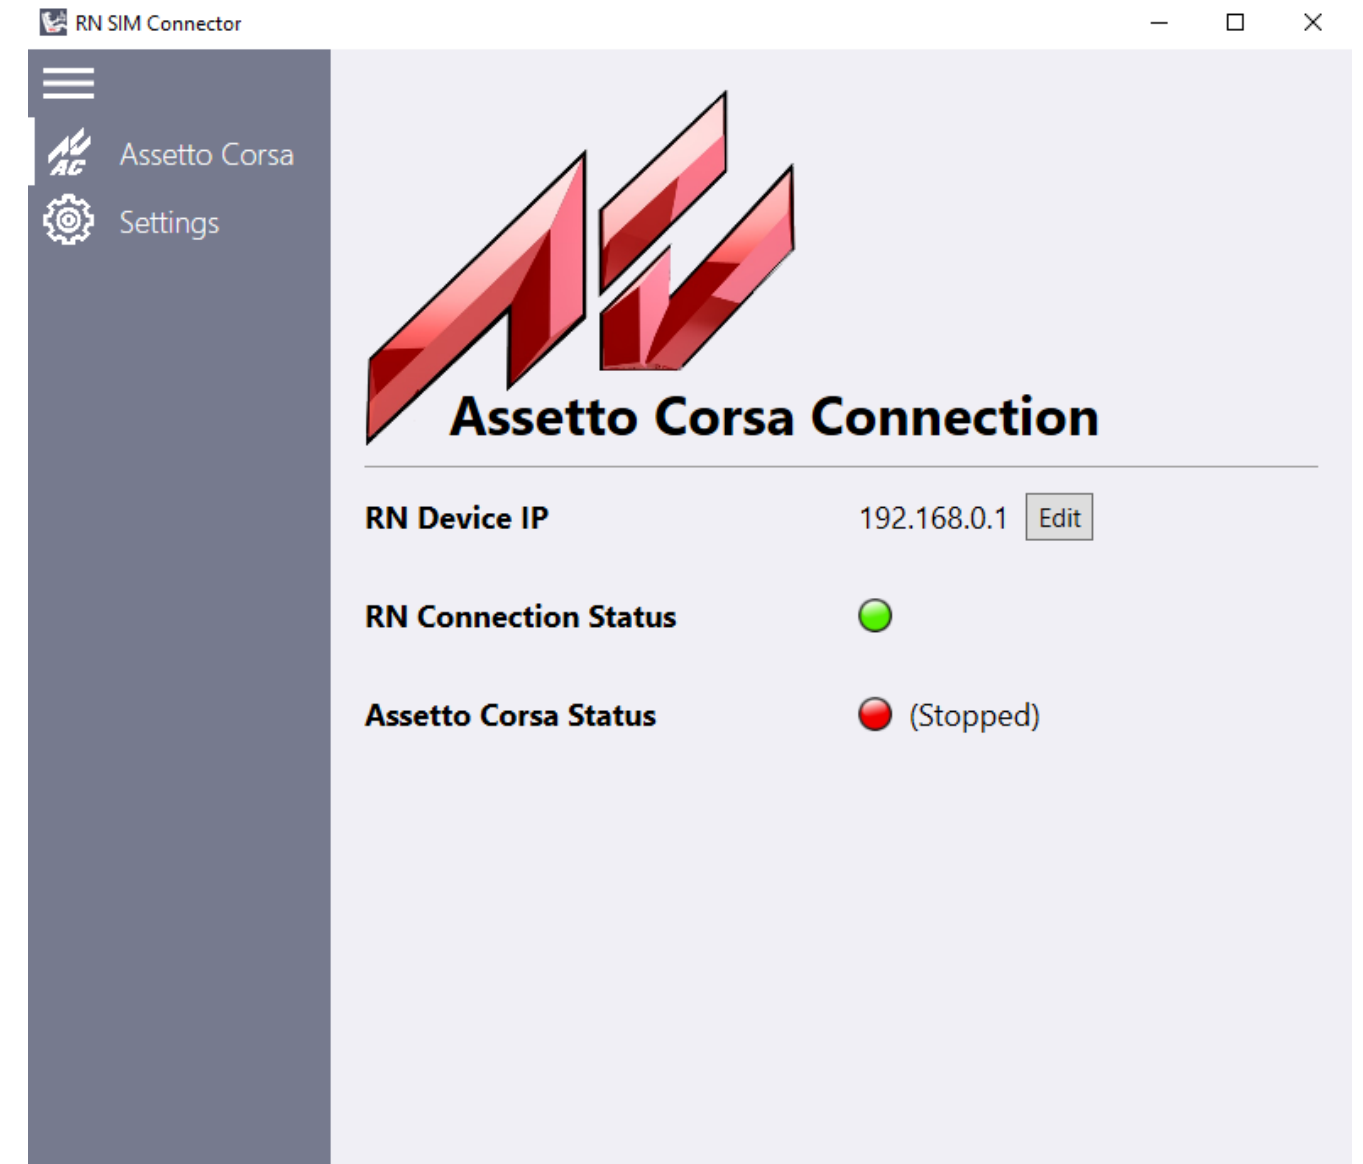 RN SIM Connector
Assetto Corsa
AC
Settings
Assetto Corsa Connection
RN Device IP 192.168.0.1 Edit
RN Connection Status
Assetto Corsa Status (Stopped)